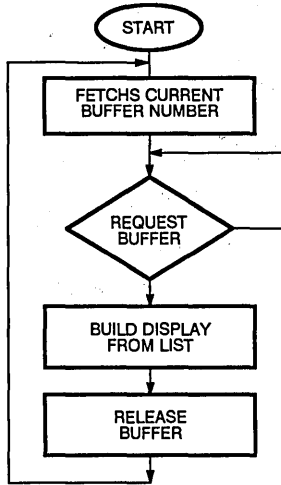 START
FETCHS CURRENT
BUFFER NUMBER
REQUEST
BUFFER
BUILD DISPLAY
FROM LIST
RELEASE
BUFFER